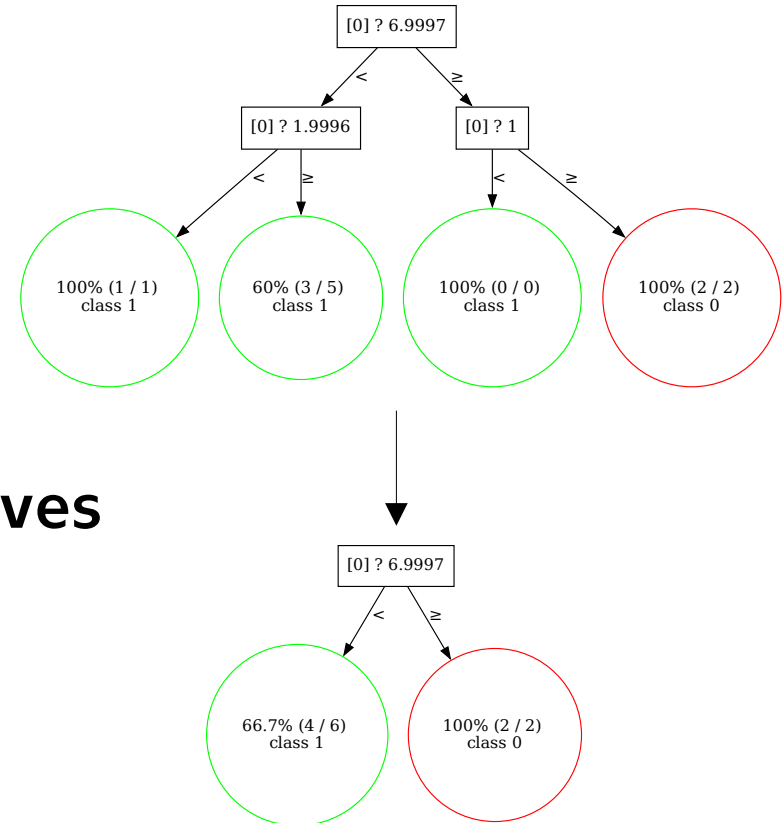 [0] ? 6.9997
< ≥
[0] ? 1.9996 [0] ? 1
< ≥ < ≥
100% (1 / 1) 60% (3 / 5) 100% (0 / 0) 100% (2 / 2)
class 1 class 1 class 1 class 0
ves
[0] ? 6.9997
< ≥
66.7% (4 / 6) 100% (2 / 2)
class 1 class 0